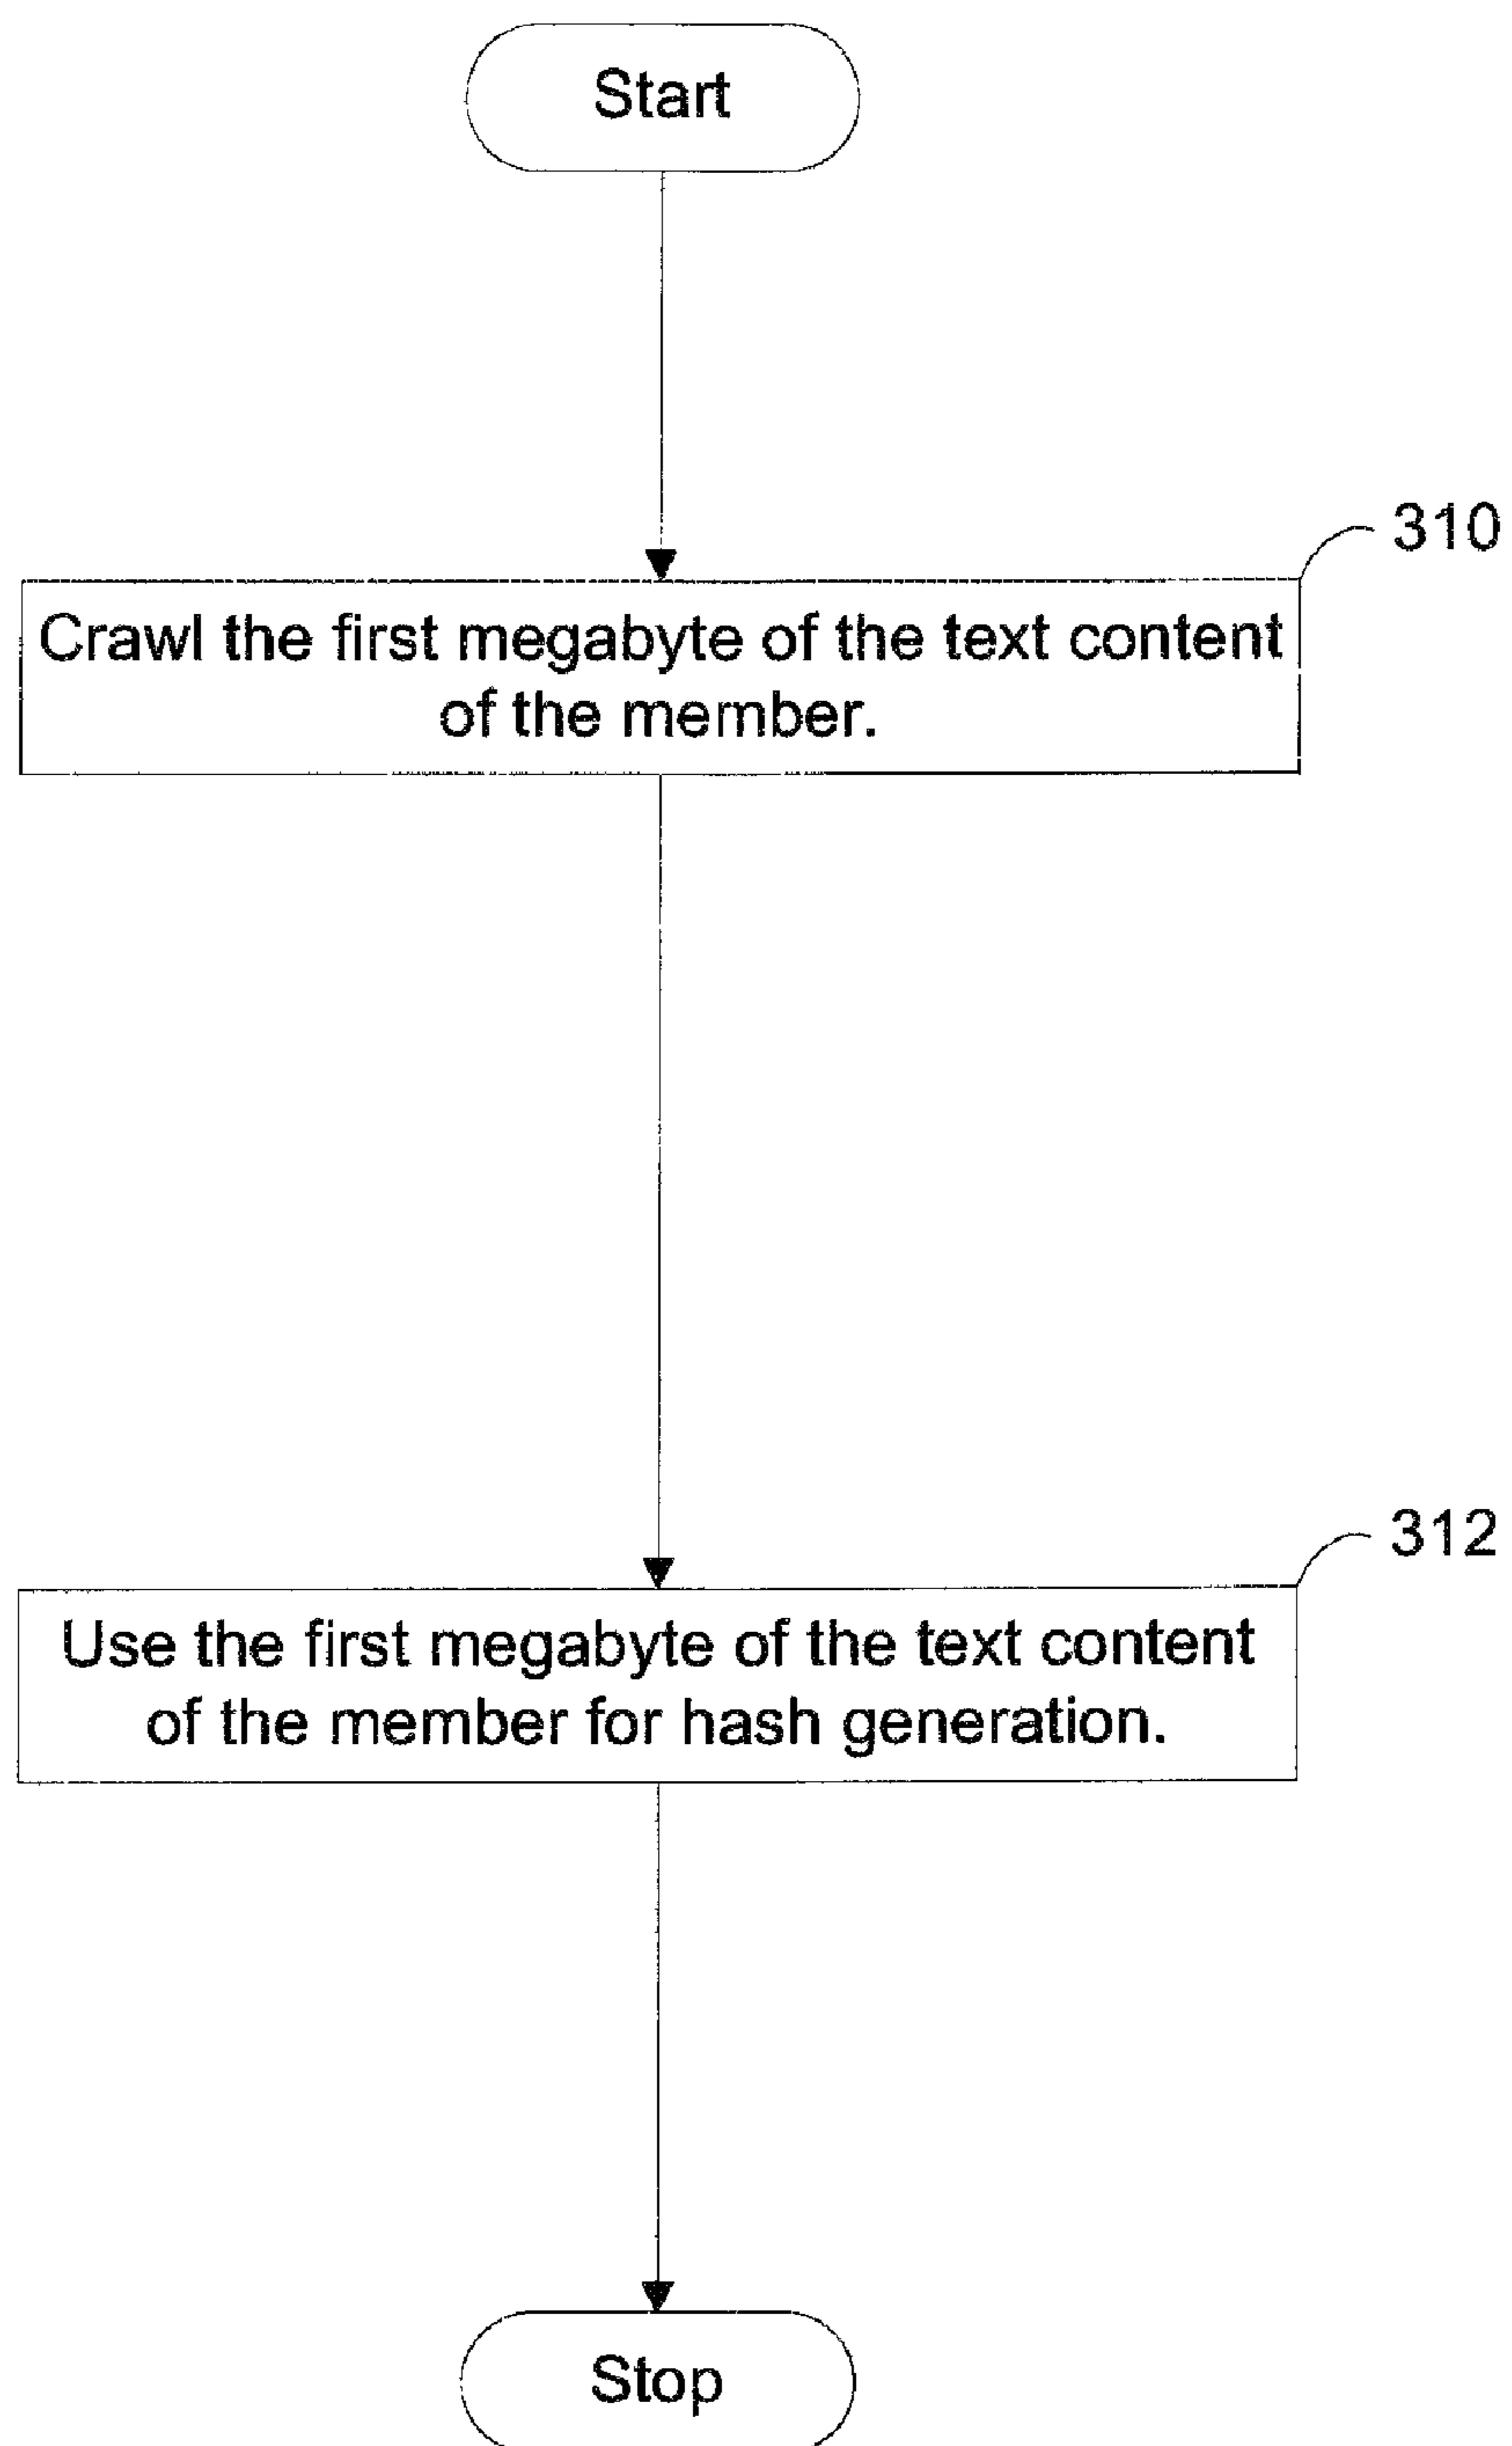 Start
310
Crawl the first megabyte of the text content
of the member.
312
Use the first megabyte of the text content
of the member for hash generation.
Stop